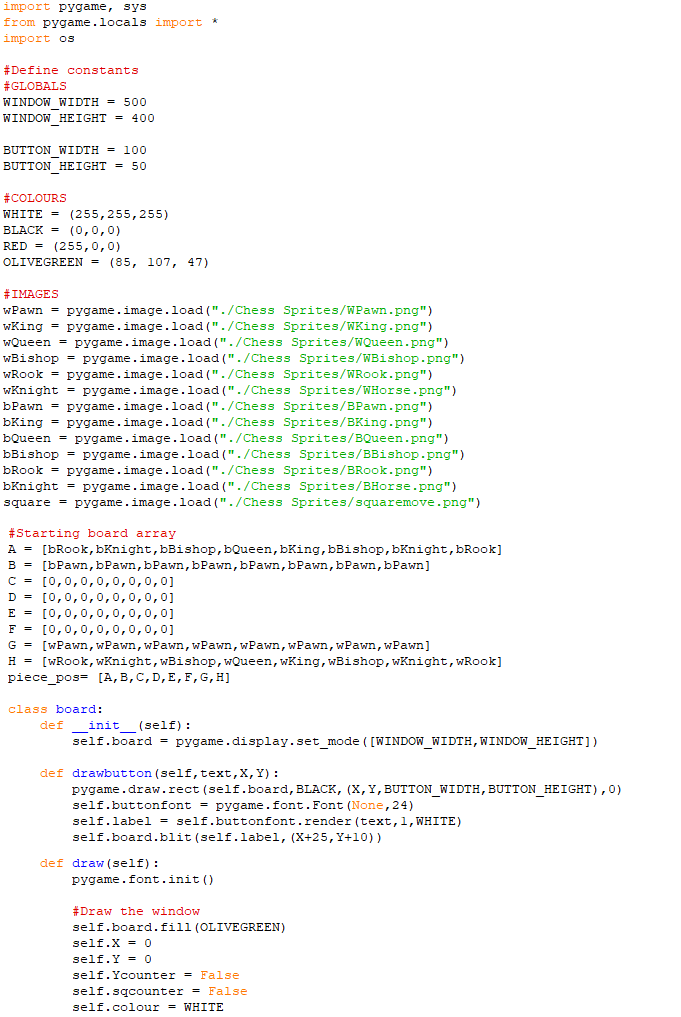 import pygame, sys
from pygame.locals import *
import os
#Define constants
#GLOBALS
WINDOW_WIDTH = 500
WINDOW_HEIGHT = 400
BUTTON_WIDTH = 100
BUTTON_HEIGHT = 50
#COLOURS
WHITE = (255,255,255)
BLACK = (0,0,0)
RED = (255,0,0)
OLIVEGREEN = (85, 107, 47)
#IMAGES
wPawn = pygame.image.load("./Chess Sprites/WPawn.png")
wKing = pygame.image.load("./Chess Sprites/WKing.png")
wQueen = pygame.image.load("./Chess Sprites/WQueen.png")
wBishop = pygame.image.load("./Chess Sprites/WBishop.png")
wRook = pygame.image.load("./Chess Sprites/WRook.png")
wKnight = pygame.image.load("./Chess Sprites/WHorse.png")
bPawn = pygame.image.load("./Chess Sprites/BPawn.png")
bKing = pygame.image.load("./Chess Sprites/BKing.png")
bQueen = pygame.image.load("./Chess Sprites/BQueen.png")
bBishop = pygame.image.load("./Chess Sprites/BBishop.png")
bRook = pygame.image.load("./Chess Sprites/BRook.png")
bKnight = pygame.image.load("./Chess Sprites/BHorse.png")
square = pygame.image.load("./Chess Sprites/squaremove.png")
#Starting board array
A = [bRook,bKnight,bBishop,bQueen,bKing,bBishop,bKnight,bRook]
B = [bPawn,bPawn,bPawn,bPawn,bPawn,bPawn,bPawn,bPawn]
C = [0,0,0,0,0,0,0,0]
D = [0,0,0,0,0,0,0,0]
E = [0,0,0,0,0,0,0,0]
F = [0,0,0,0,0,0,0,0]
G = [wPawn,wPawn,wPawn,wPawn,wPawn,wPawn,wPawn,wPawn]
H = [wRook,wKnight,wBishop,wQueen,wKing,wBishop,wKnight,wRook]
piece_pos= [A,B,C,D,E,F,G,H]
class board:
    def __init__(self):
        self.board = pygame.display.set_mode([WINDOW_WIDTH,WINDOW_HEIGHT])
    def drawbutton(self,text,X,Y):
        pygame.draw.rect(self.board,BLACK,(X,Y,BUTTON_WIDTH,BUTTON_HEIGHT),0)
        self.buttonfont = pygame.font.Font(None,24)
        self.label = self.buttonfont.render(text,1,WHITE)
        self.board.blit(self.label,(X+25,Y+10))
    def draw(self):
        pygame.font.init()
        #Draw the window
        self.board.fill(OLIVEGREEN)
        self.X = 0
        self.Y = 0
        self.Ycounter = False
        self.sqcounter = False
        self.colour = WHITE